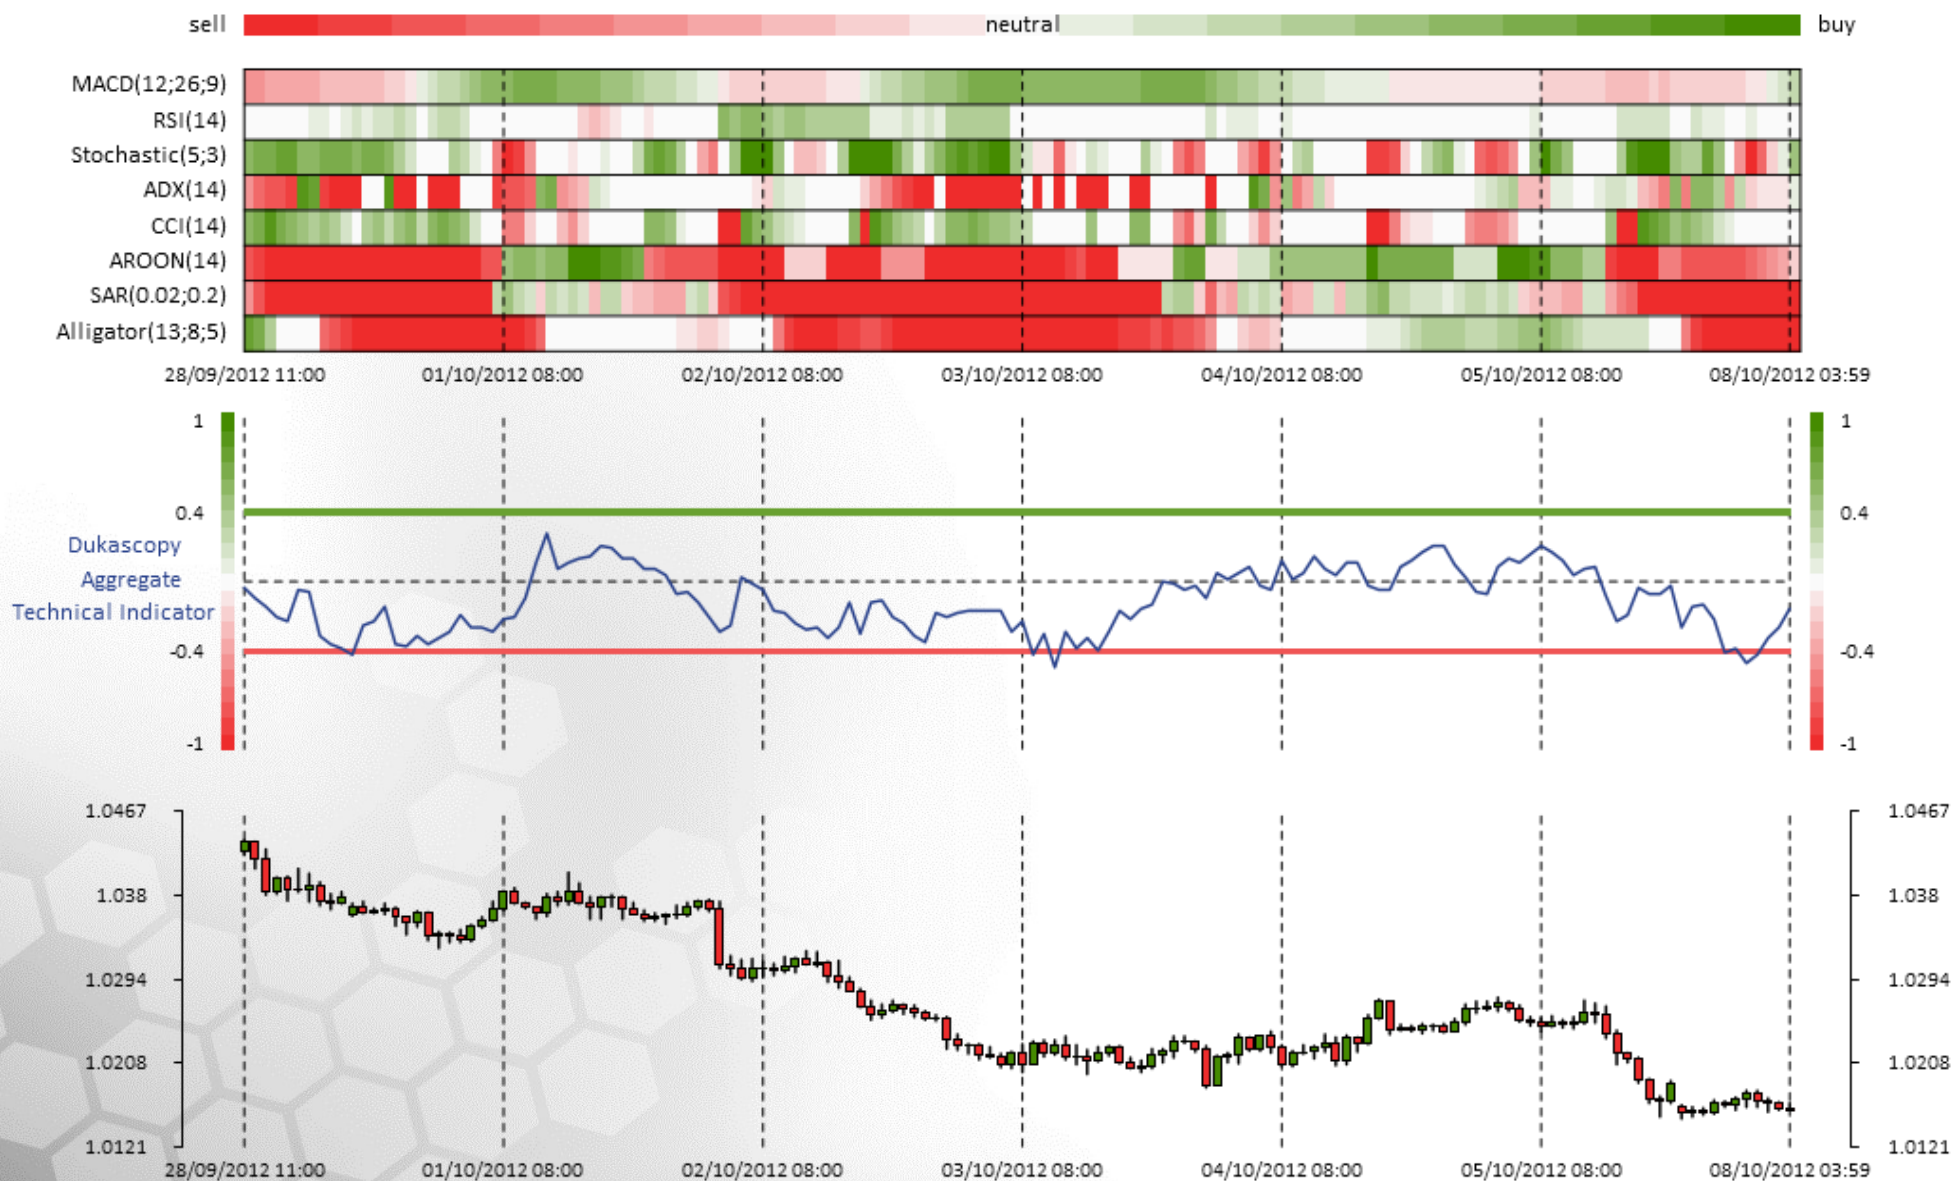 sell neutral buy
MACD(12;26;9)
RSI(14)
Stochastic(5;3)
ADX(14)
CCI(14)
AROON(14)
SAR(0.02;0.2)
Alligator(13;8;5)
28/09/2012 11:00 01/10/2012 08:00 02/10/2012 08:00 03/10/2012 08:00 04/10/2012 08:00 05/10/2012 08:00 08/10/2012 03:59
1 1
0.4 0.4
Dukascopy
Aggregate
Technical Indicator
-0.4 -0.4
-1 -1
1.0467 1.0467
1.038 1.038
1.0294 1.0294
1.0208 1.0208
1.0121 1.0121
28/09/2012 11:00 01/10/2012 08:00 02/10/2012 08:00 03/10/2012 08:00 04/10/2012 08:00 05/10/2012 08:00 08/10/2012 03:59